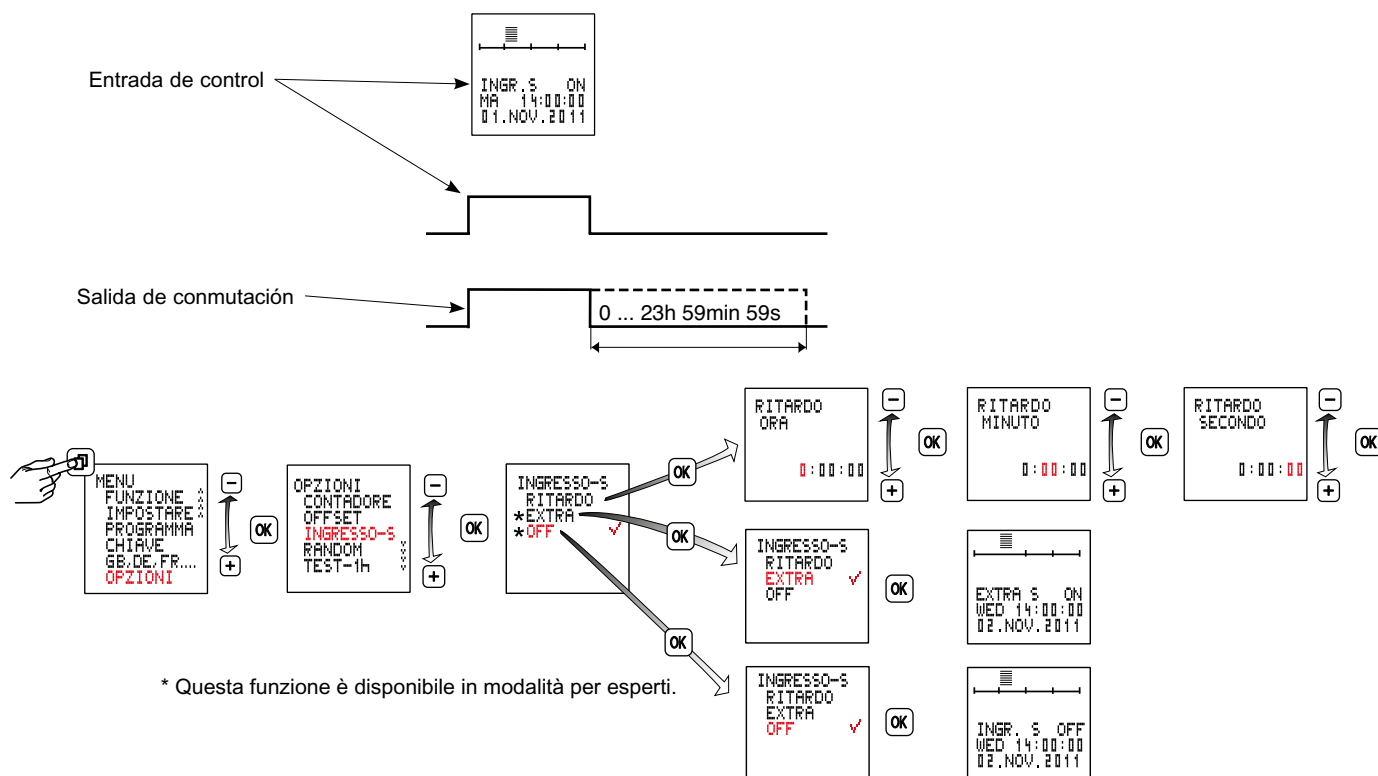 INGR.S ON
MA 14:00:00
01.NOV.2011
Entrada de control
Salida de conmutación
0 ... 23h 59min 59s
MENU
FUNZIONE
IMPOSTARE
PROGRAMMA
CHIAVE
GB,DE,FR....
OPZIONI
−
+
OK
OPZIONI
CONTADORE
OFFSET
INGRESSO-S
RANDOM
TEST-1h
−
+
OK
INGRESSO-S
RITARDO
*EXTRA
*OFF ✓
OK
OK
OK
RITARDO
ORA
0:00:00
−
+
OK
RITARDO
MINUTO
0:00:00
−
+
OK
RITARDO
SECONDO
0:00:00
−
+
OK
INGRESSO-S
RITARDO
EXTRA ✓
OFF
OK
EXTRA S ON
WED 14:00:00
02.NOV.2011
INGRESSO-S
RITARDO
EXTRA
OFF ✓
OK
INGR. S OFF
WED 14:00:00
02.NOV.2011
* Questa funzione è disponibile in modalità per esperti.